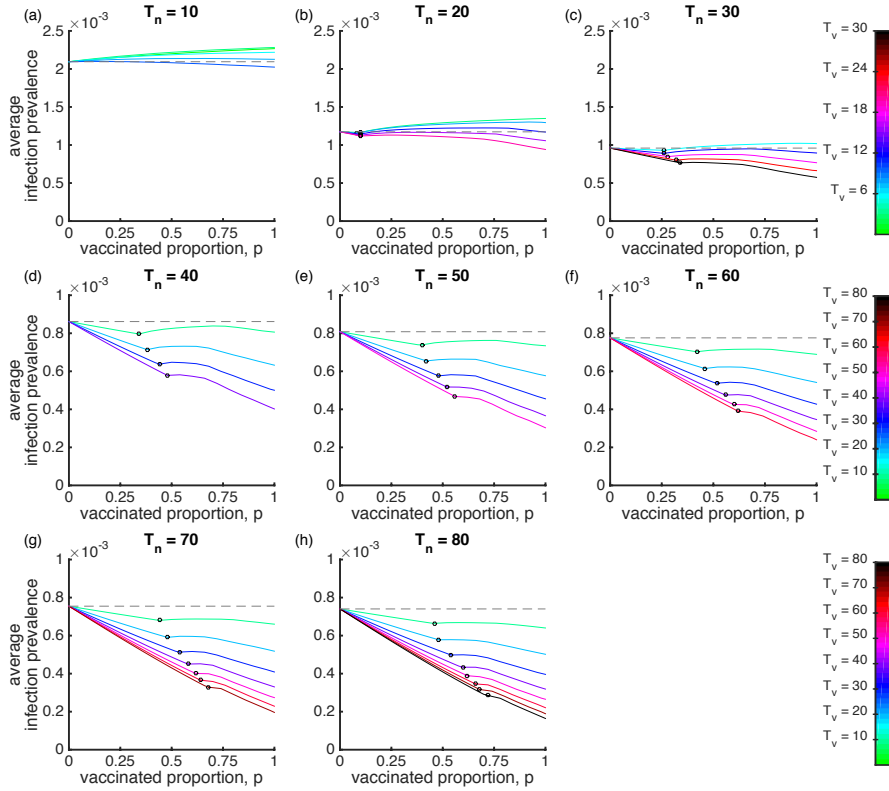 (a)
T_n = 10
×10^-3
2.5
2
1.5
1
0.5
0
average
infection prevalence
0 0.25 0.5 0.75 1
vaccinated proportion, p
(b)
T_n = 20
×10^-3
2.5
2
1.5
1
0.5
0
0 0.25 0.5 0.75 1
vaccinated proportion, p
(c)
T_n = 30
×10^-3
2.5
2
1.5
1
0.5
0
0 0.25 0.5 0.75 1
vaccinated proportion, p
T_v = 30
T_v = 24
T_v = 18
T_v = 12
T_v = 6
(d)
T_n = 40
×10^-3
1
0.8
0.6
0.4
0.2
0
average
infection prevalence
0 0.25 0.5 0.75 1
vaccinated proportion, p
(e)
T_n = 50
×10^-3
1
0.8
0.6
0.4
0.2
0
0 0.25 0.5 0.75 1
vaccinated proportion, p
(f)
T_n = 60
×10^-3
1
0.8
0.6
0.4
0.2
0
0 0.25 0.5 0.75 1
vaccinated proportion, p
T_v = 80
T_v = 70
T_v = 60
T_v = 50
T_v = 40
T_v = 30
T_v = 20
T_v = 10
(g)
T_n = 70
×10^-3
1
0.8
0.6
0.4
0.2
0
average
infection prevalence
0 0.25 0.5 0.75 1
vaccinated proportion, p
(h)
T_n = 80
×10^-3
1
0.8
0.6
0.4
0.2
0
0 0.25 0.5 0.75 1
vaccinated proportion, p
T_v = 80
T_v = 70
T_v = 60
T_v = 50
T_v = 40
T_v = 30
T_v = 20
T_v = 10